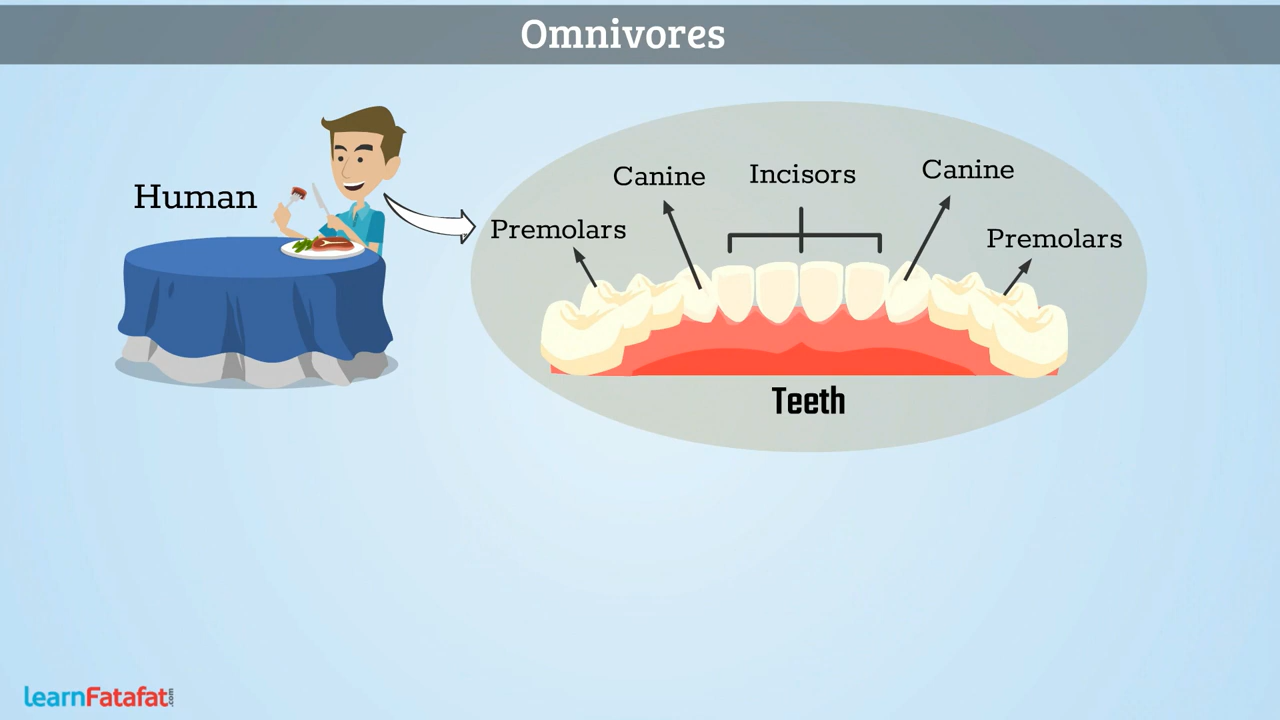 Omnivores
Human
Canine
Incisors
Canine
Premolars
Premolars
Teeth
learnFatafat.com